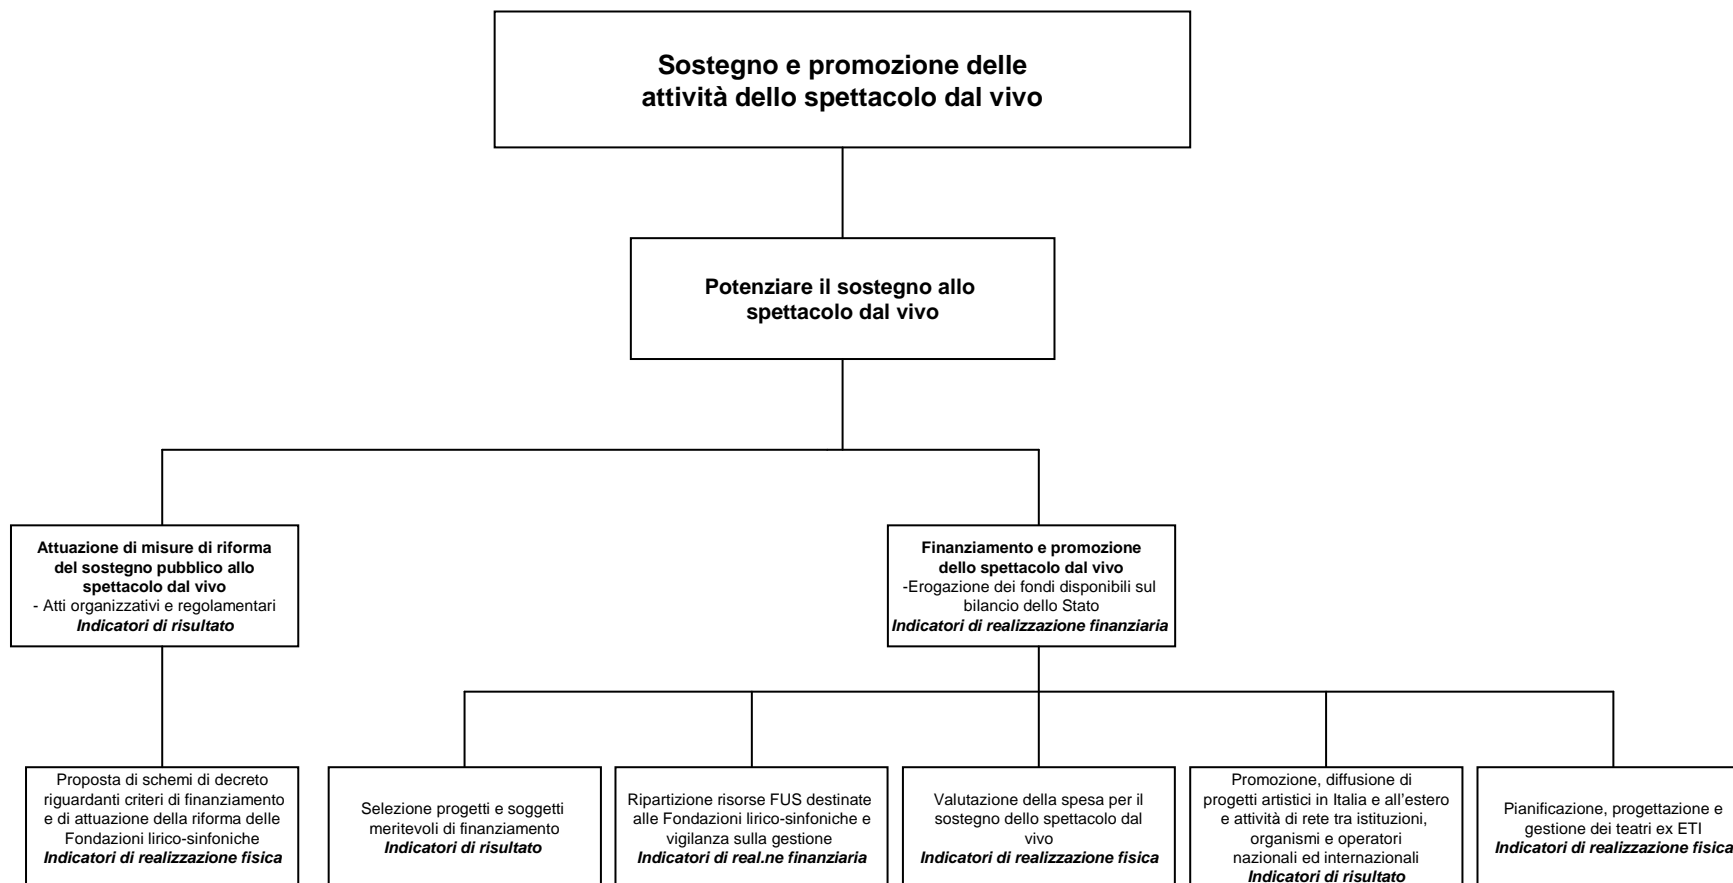 Sostegno e promozione delle
attività dello spettacolo dal vivo
Potenziare il sostegno allo
spettacolo dal vivo
Attuazione di misure di riforma
del sostegno pubblico allo
spettacolo dal vivo
- Atti organizzativi e regolamentari
Indicatori di risultato
Finanziamento e promozione
dello spettacolo dal vivo
-Erogazione dei fondi disponibili sul
bilancio dello Stato
Indicatori di realizzazione finanziaria
Proposta di schemi di decreto
riguardanti criteri di finanziamento
e di attuazione della riforma delle
Fondazioni lirico-sinfoniche
Indicatori di realizzazione fisica
Selezione progetti e soggetti
meritevoli di finanziamento
Indicatori di risultato
Ripartizione risorse FUS destinate
alle Fondazioni lirico-sinfoniche e
vigilanza sulla gestione
Indicatori di real.ne finanziaria
Valutazione della spesa per il
sostegno dello spettacolo dal
vivo
Indicatori di realizzazione fisica
Promozione, diffusione di
progetti artistici in Italia e all'estero
e attività di rete tra istituzioni,
organismi e operatori
nazionali ed internazionali
Indicatori di risultato
Pianificazione, progettazione e
gestione dei teatri ex ETI
Indicatori di realizzazione fisica